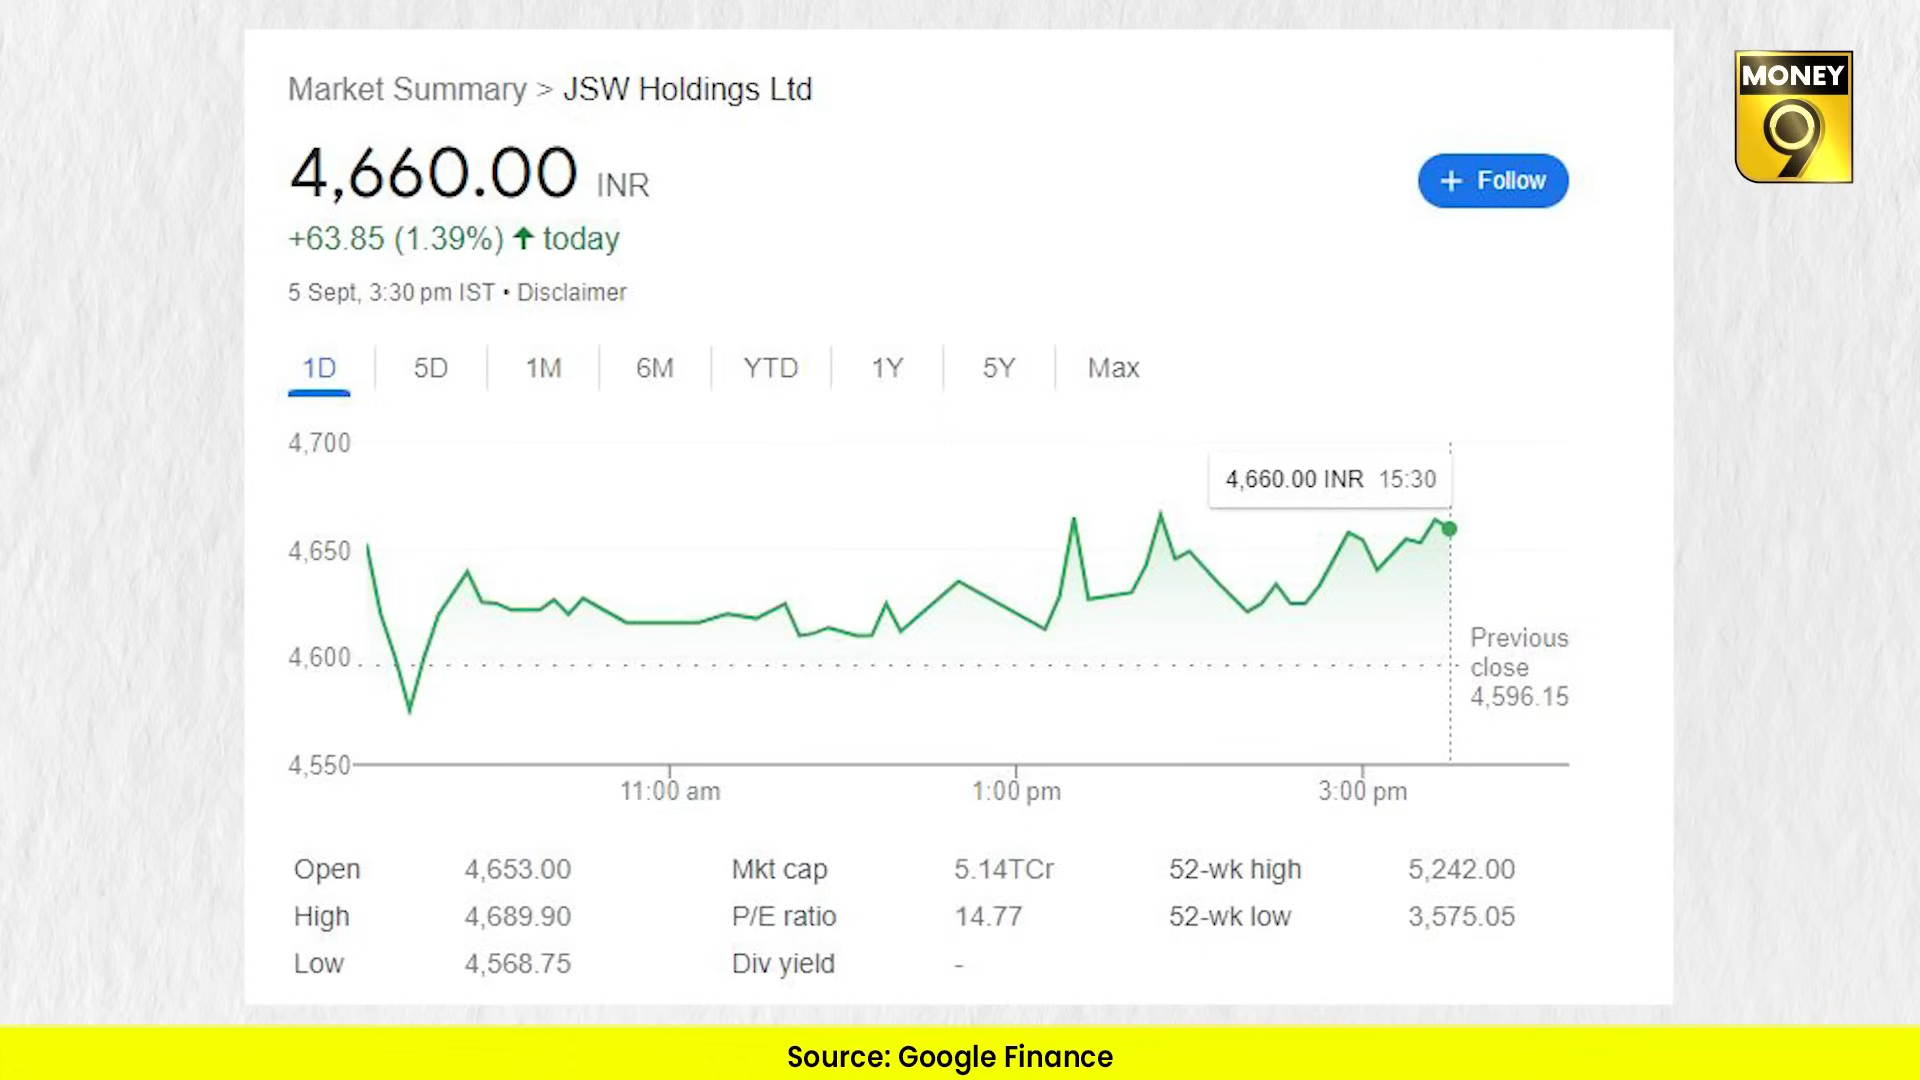 MONEY
9
Market Summary > JSW Holdings Ltd
4,660.00 INR
+ Follow
+63.85 (1.39%) ↑ today
5 Sept, 3:30 pm IST • Disclaimer
1D 5D 1M 6M YTD 1Y 5Y Max
4,700
4,660.00 INR 15:30
4,650
4,600
Previous
close
4,596.15
4,550
11:00 am 1:00 pm 3:00 pm
Open 4,653.00 Mkt cap 5.14TCr 52-wk high 5,242.00
High 4,689.90 P/E ratio 14.77 52-wk low 3,575.05
Low 4,568.75 Div yield -
Source: Google Finance